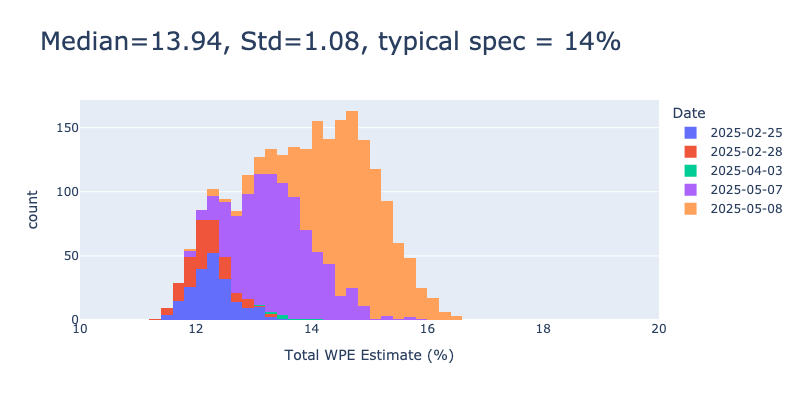 Median=13.94, Std=1.08, typical spec = 14%
Date
2025-02-25
2025-02-28
2025-04-03
2025-05-07
2025-05-08
count
150
100
50
0
10 12 14 16 18 20
Total WPE Estimate (%)